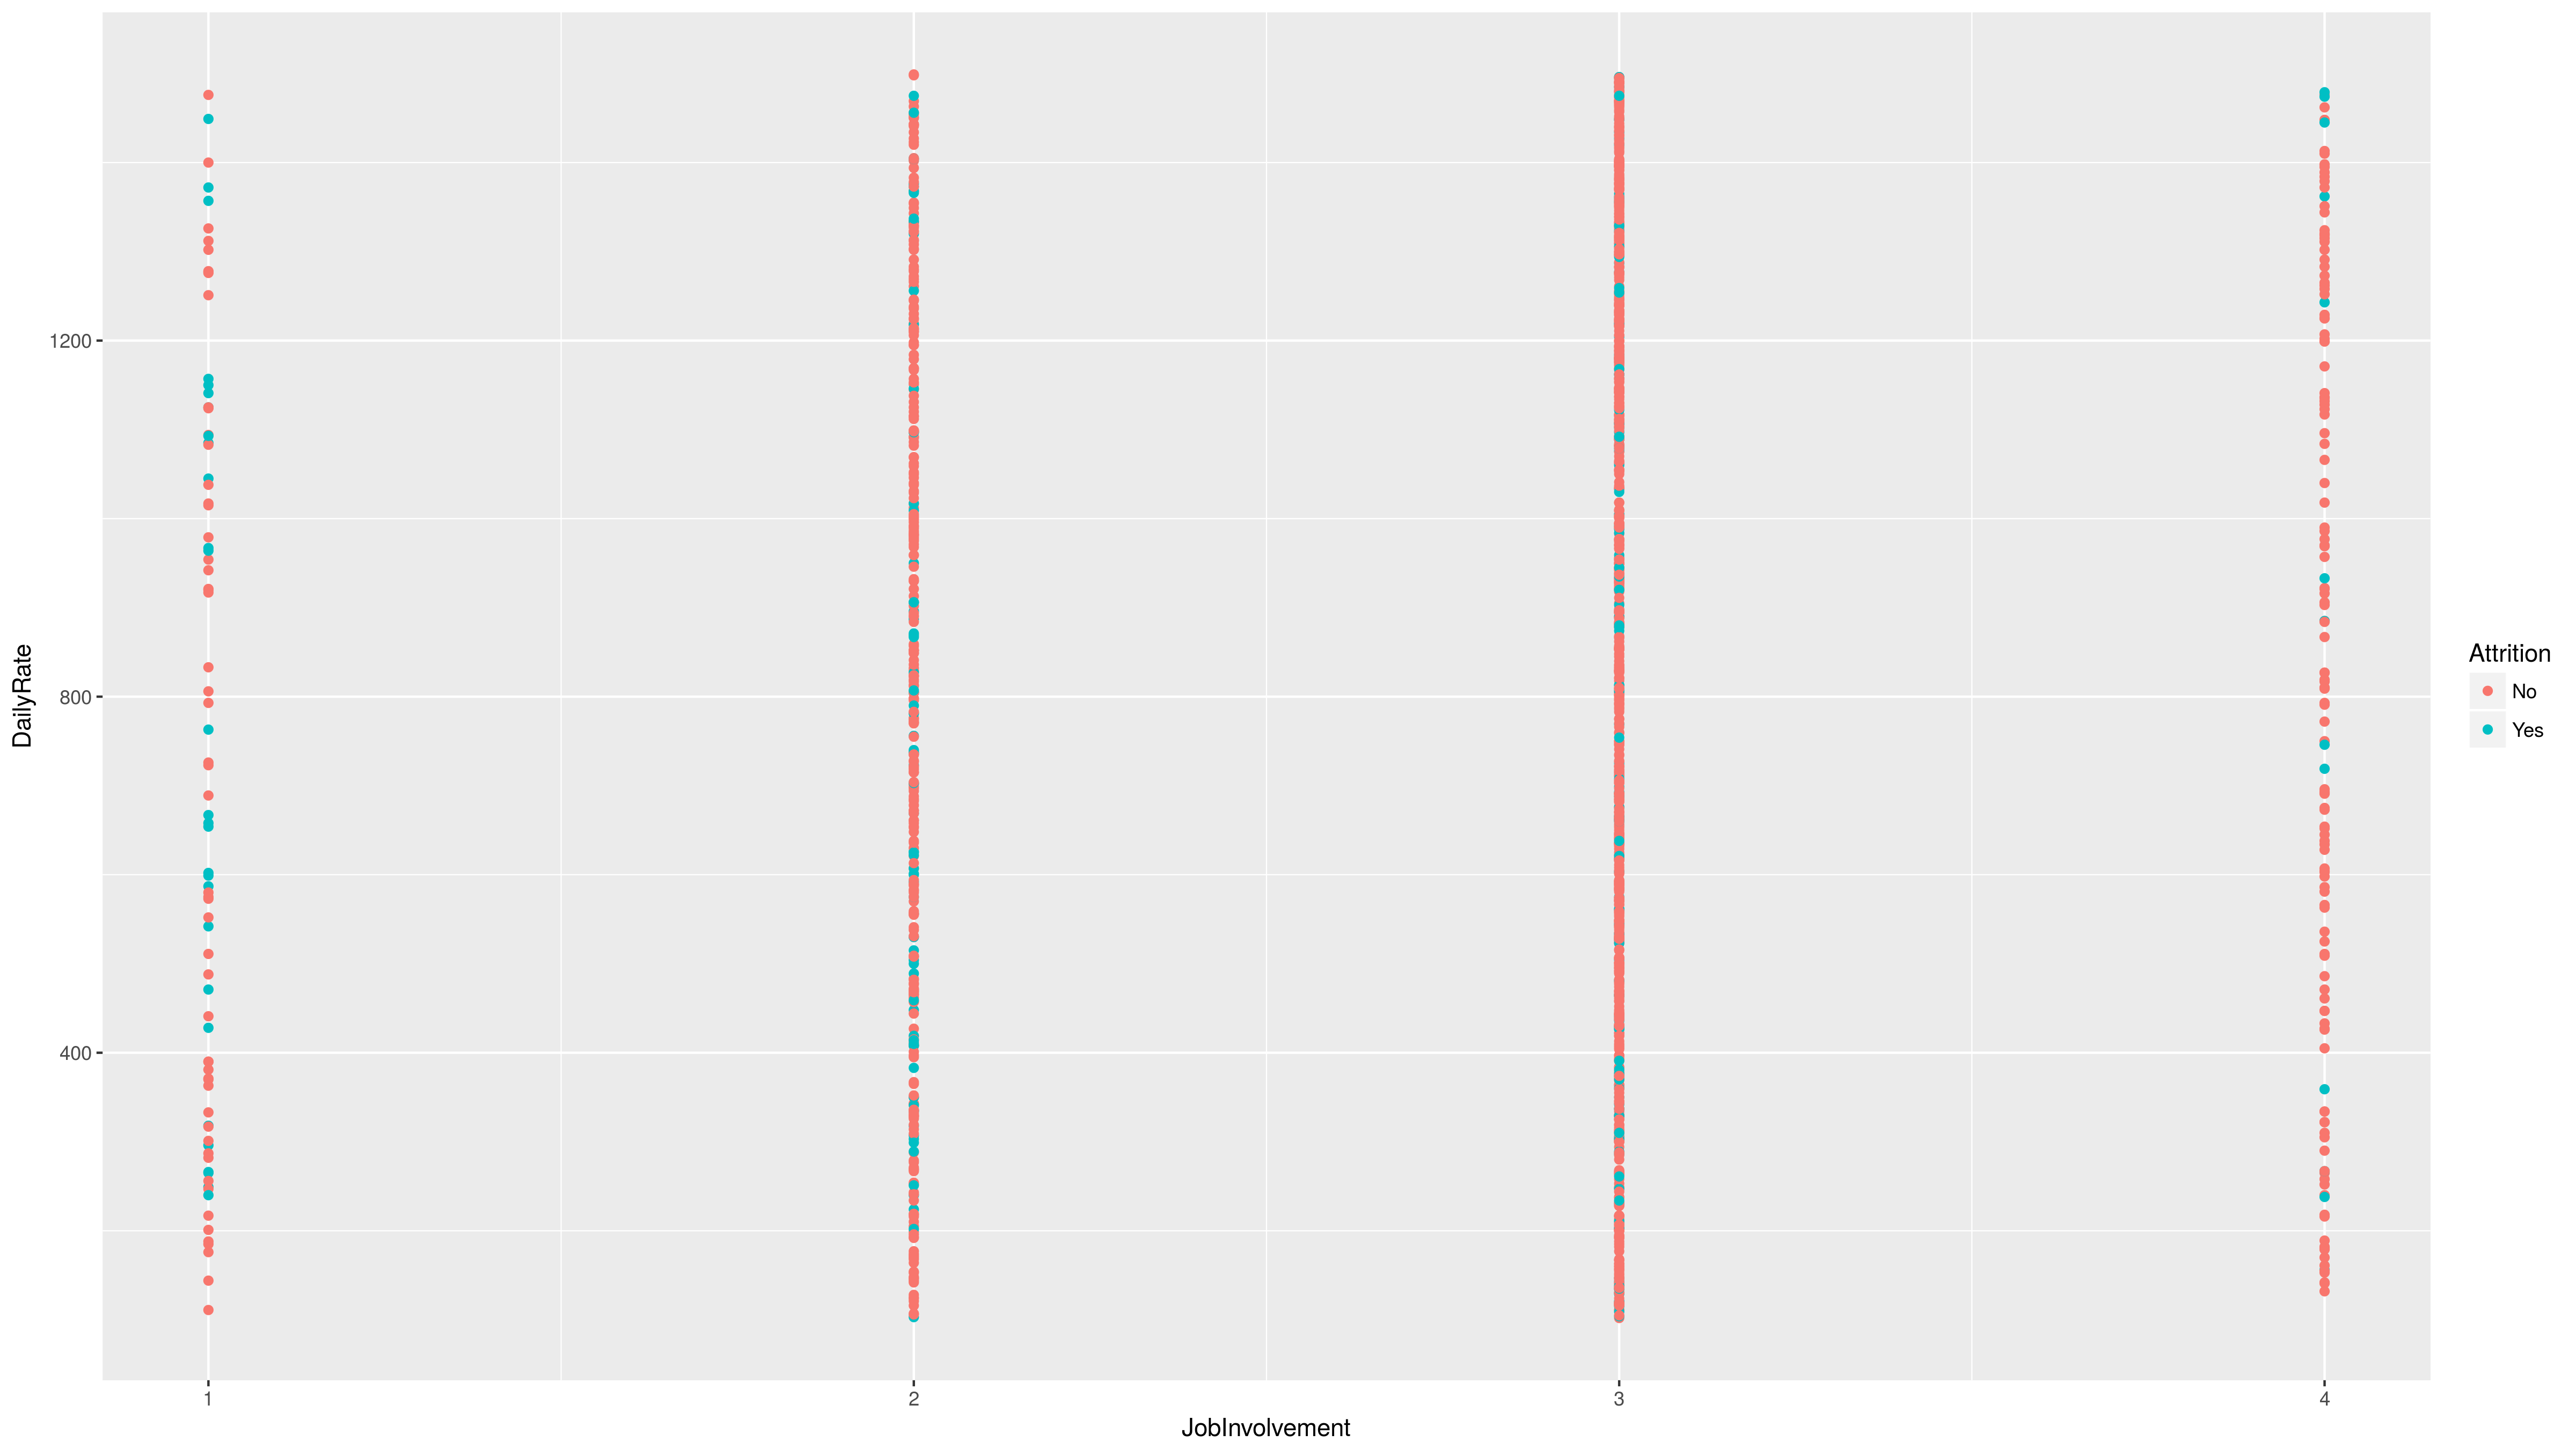 1200
800
400
DailyRate
1
2
3
4
JobInvolvement
Attrition
No
Yes